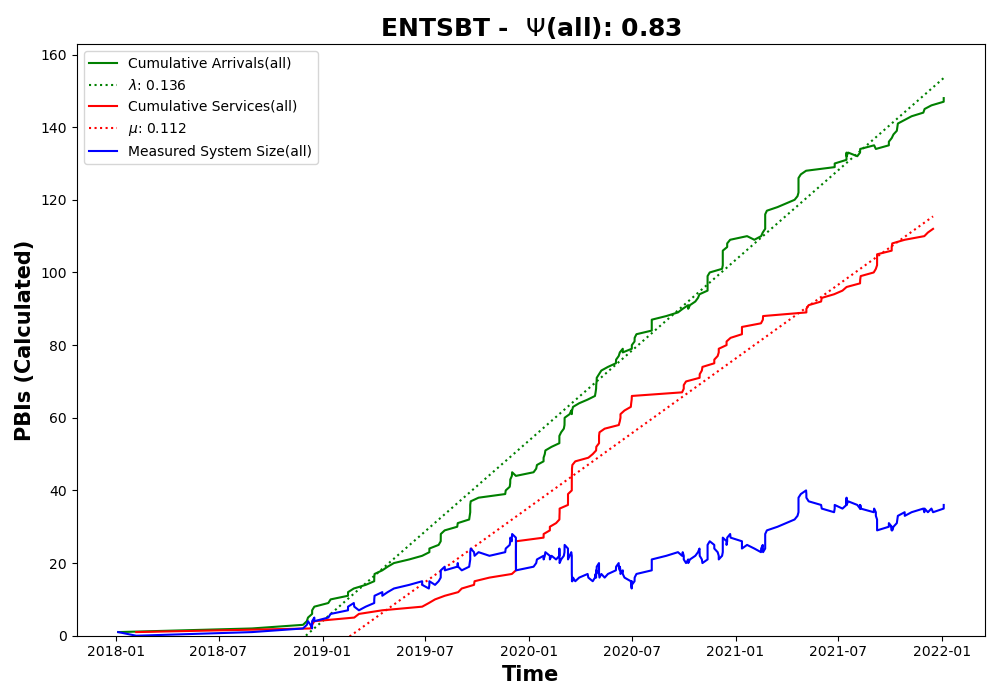 ENTSBT - Ψ(all): 0.83
Cumulative Arrivals(all)
λ: 0.136
Cumulative Services(all)
μ: 0.112
Measured System Size(all)
PBIs (Calculated)
160
140
120
100
80
60
40
20
0
2018-01 2018-07 2019-01 2019-07 2020-01 2020-07 2021-01 2021-07 2022-01
Time